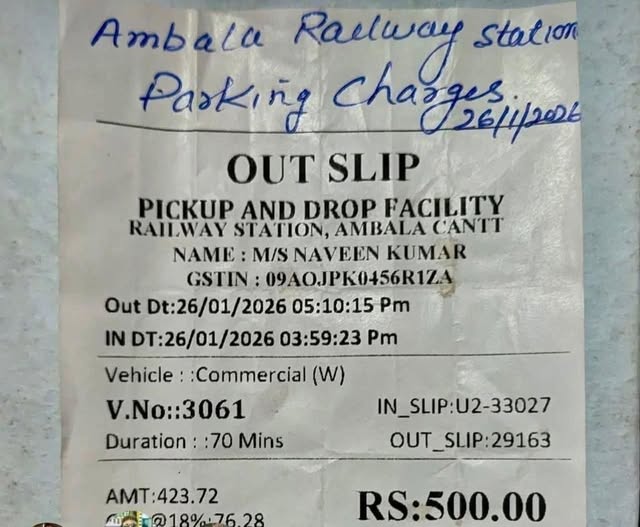 Ambala Railway Station
Parking Charges.
26/1/2026
OUT SLIP
PICKUP AND DROP FACILITY
RAILWAY STATION, AMBALA CANTT
NAME : M/S NAVEEN KUMAR
GSTIN : 09AOJPK0456R1ZA
Out Dt:26/01/2026 05:10:15 Pm
IN DT:26/01/2026 03:59:23 Pm
Vehicle : :Commercial (W)
V.No::3061 IN_SLIP:U2-33027
Duration : :70 Mins OUT_SLIP:29163
AMT:423.72 RS:500.00
@18%:76.28